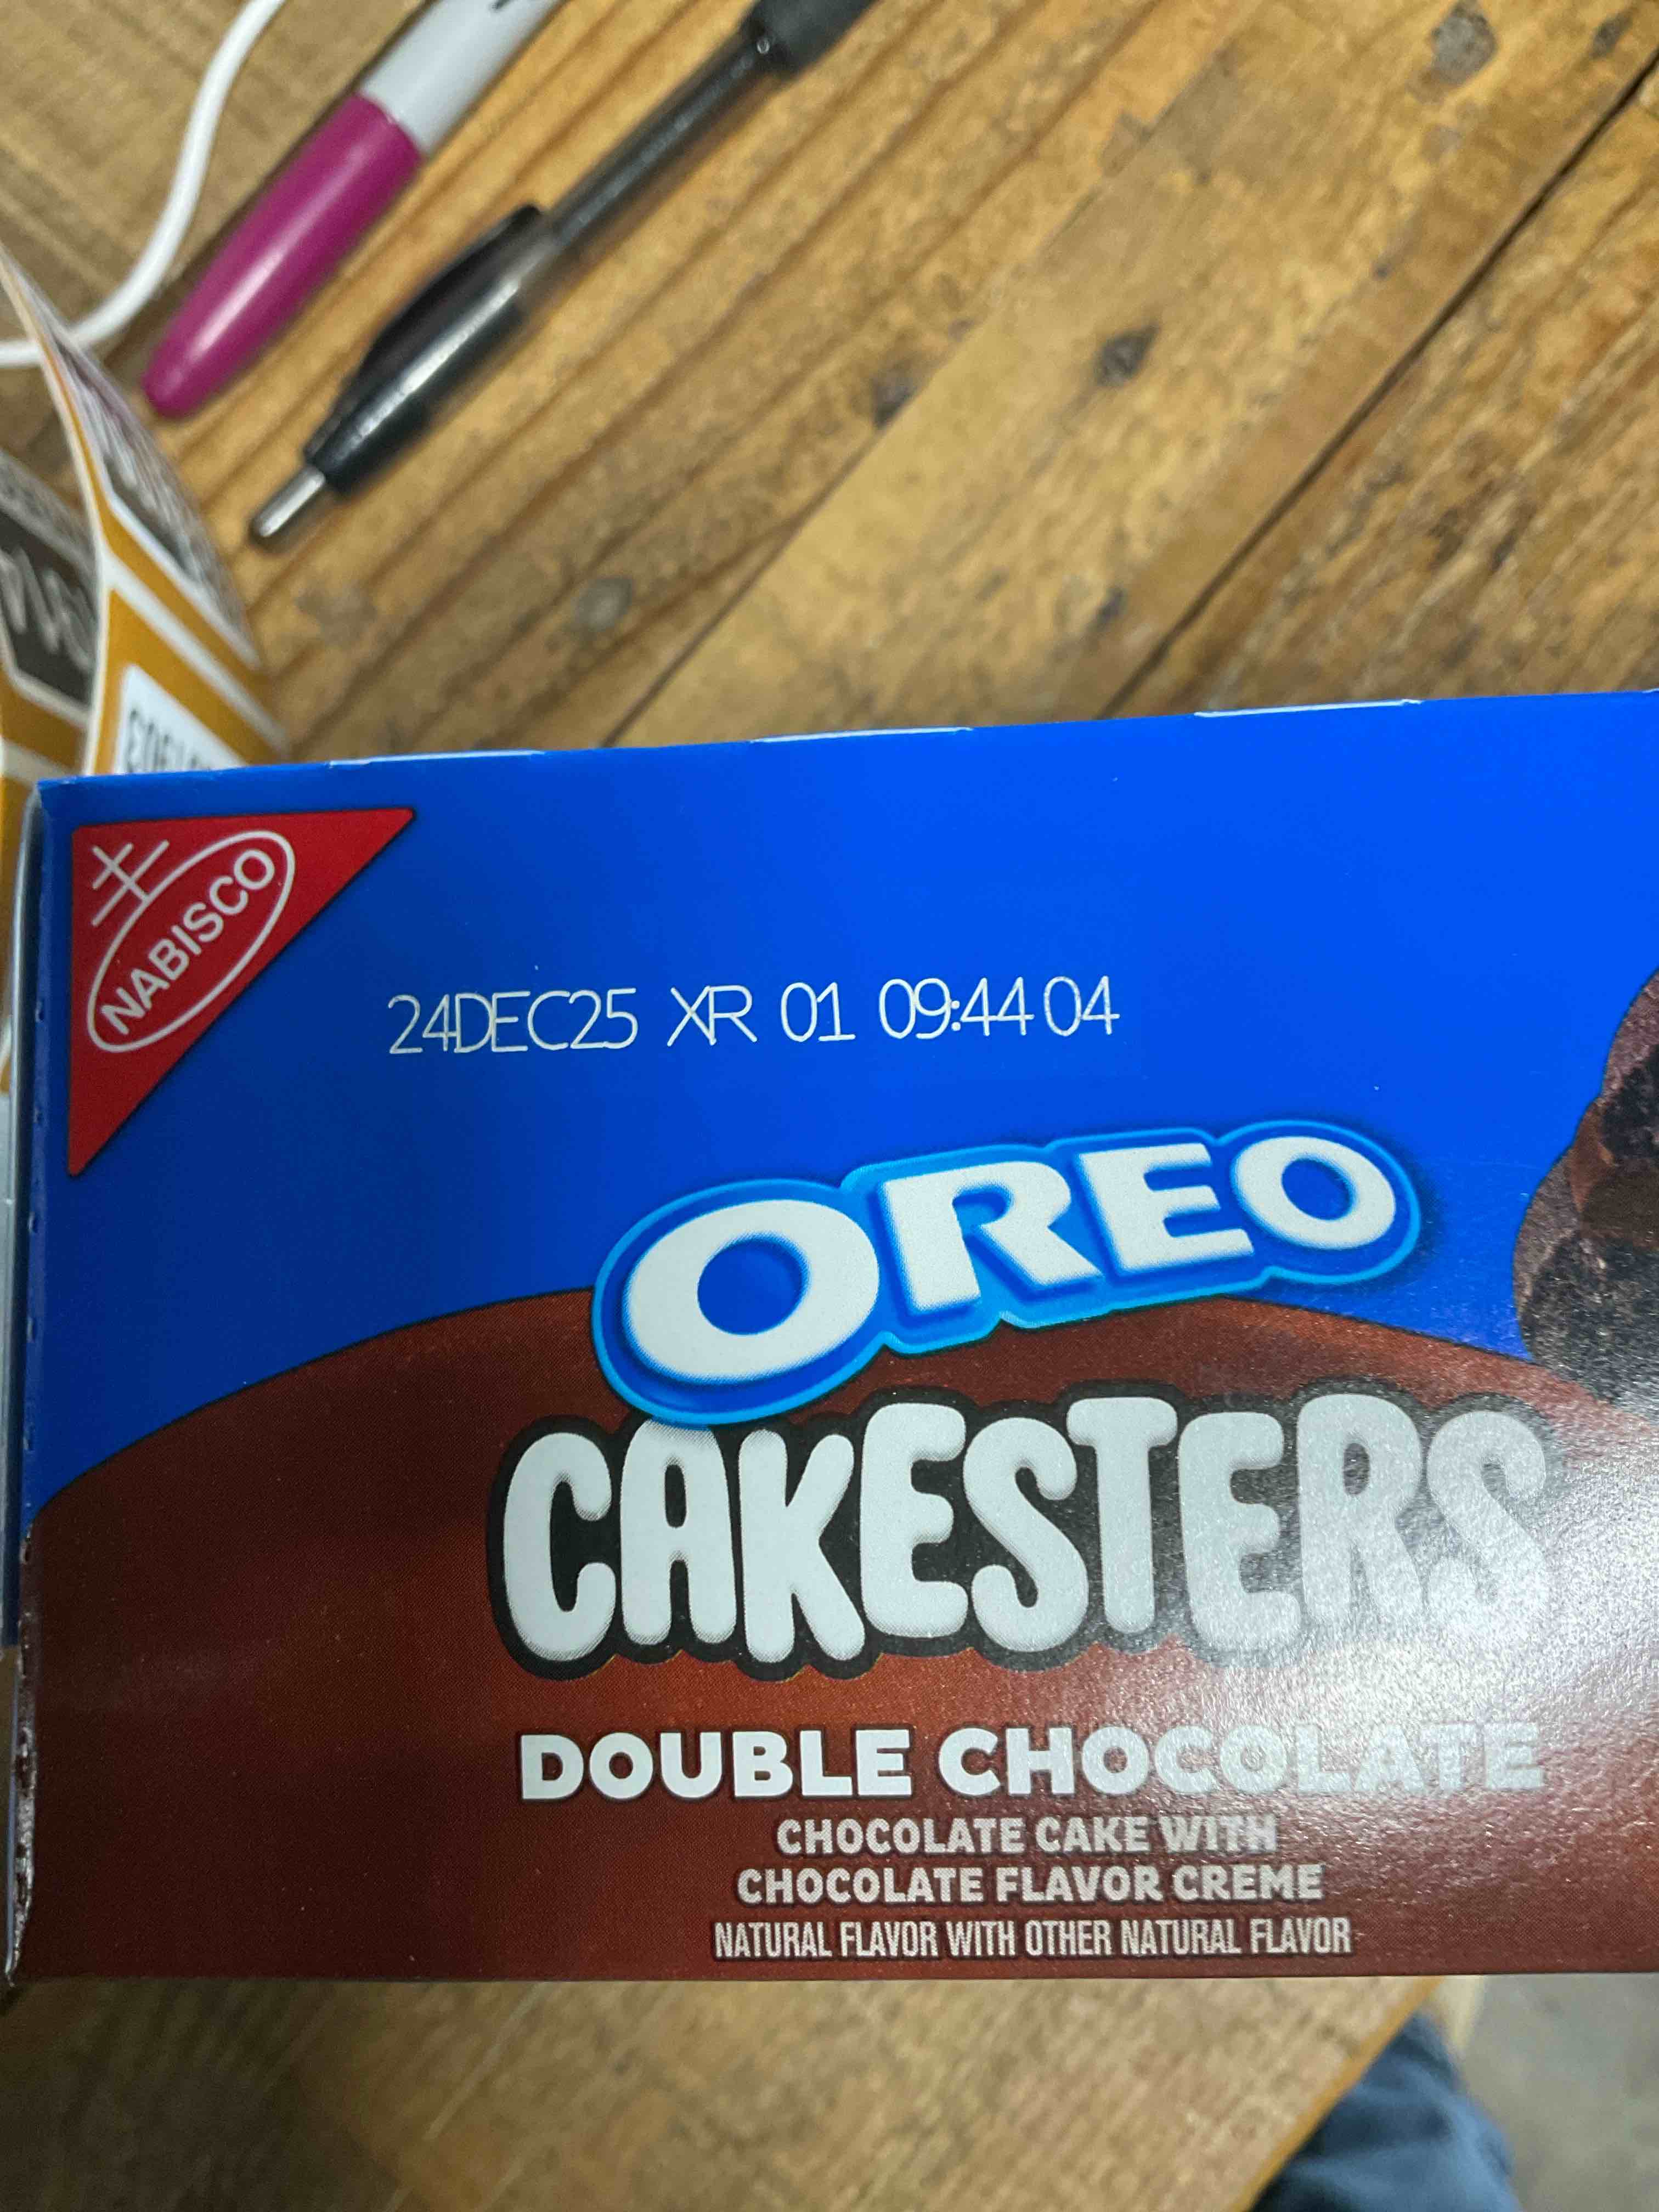 NABISCO
24DEC25 XR 01 09:44 04
OREO
CAKESTERS
DOUBLE CHOCOLATE
CHOCOLATE CAKE WITH
CHOCOLATE FLAVOR CREME
NATURAL FLAVOR WITH OTHER NATURAL FLAVOR